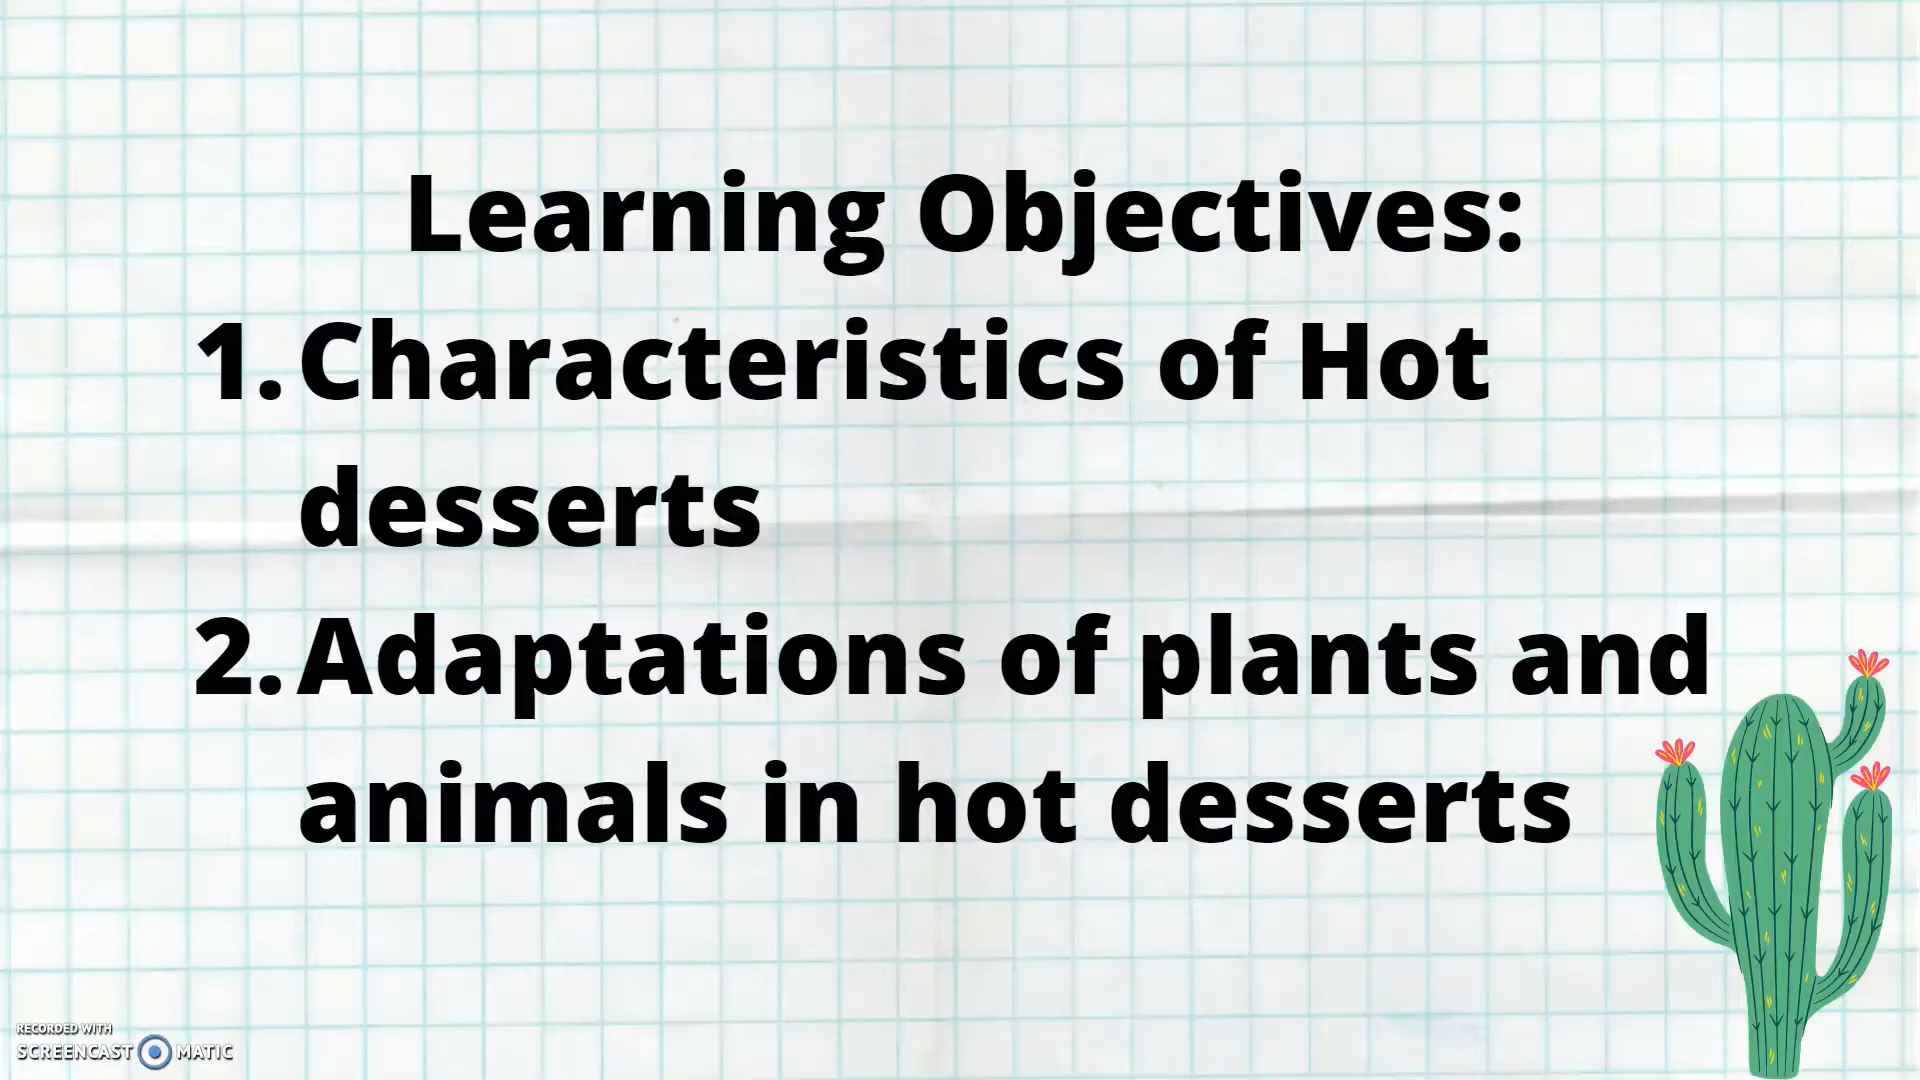 Learning Objectives:
1. Characteristics of Hot
desserts
2. Adaptations of plants and
animals in hot desserts
RECORDED WITH
SCREENCAST MATIC